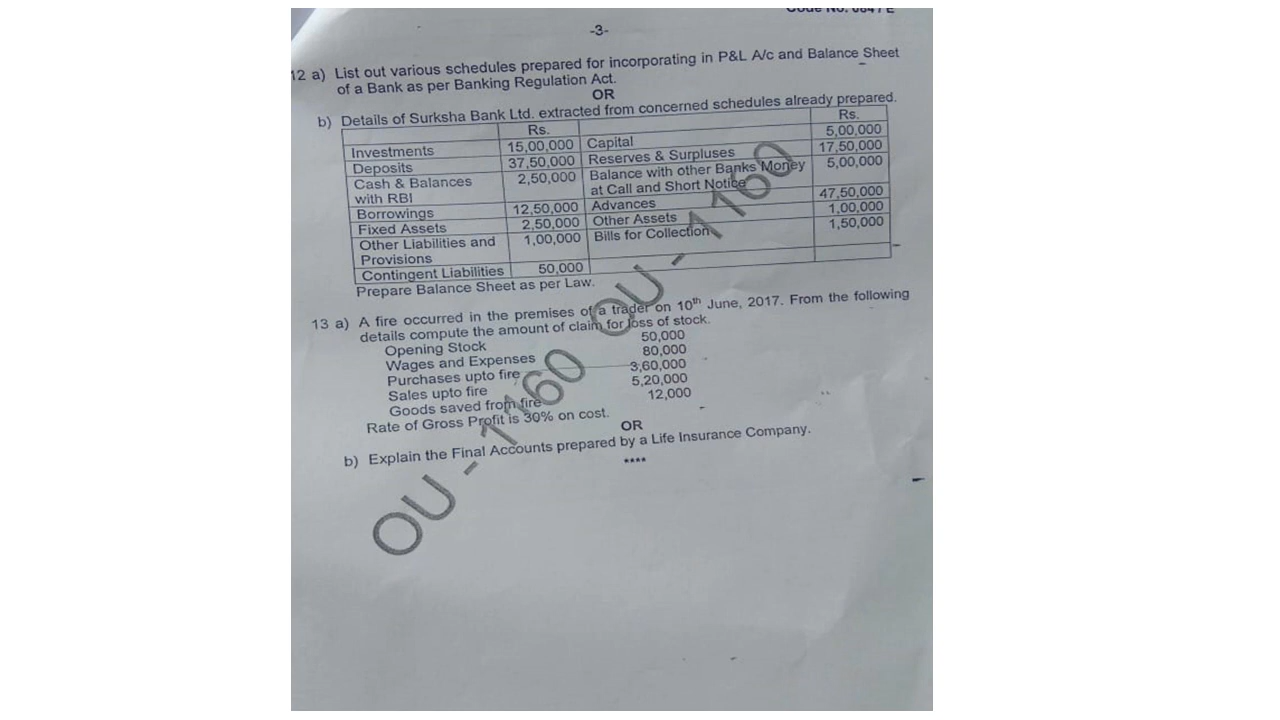 -3-
12 a) List out various schedules prepared for incorporating in P&L A/c and Balance Sheet
of a Bank as per Banking Regulation Act.
OR
b) Details of Surksha Bank Ltd. extracted from concerned schedules already prepared.
Rs. Rs.
Investments 15,00,000 Capital 5,00,000
Deposits 37,50,000 Reserves & Surpluses 17,50,000
Cash & Balances 2,50,000 Balance with other Banks Money 5,00,000
with RBI at Call and Short Notice
Borrowings 12,50,000 Advances 47,50,000
Fixed Assets 2,50,000 Other Assets 1,00,000
Other Liabilities and 1,00,000 Bills for Collection 1,50,000
Provisions
Contingent Liabilities 50,000
Prepare Balance Sheet as per Law.
13 a) A fire occurred in the premises of a trader on 10th June, 2017. From the following
details compute the amount of claim for loss of stock.
Opening Stock 50,000
Wages and Expenses 80,000
Purchases upto fire 3,60,000
Sales upto fire 5,20,000
Goods saved from fire 12,000
Rate of Gross Profit is 30% on cost.
OR
b) Explain the Final Accounts prepared by a Life Insurance Company.
****
OU - 1160 OU - 1160